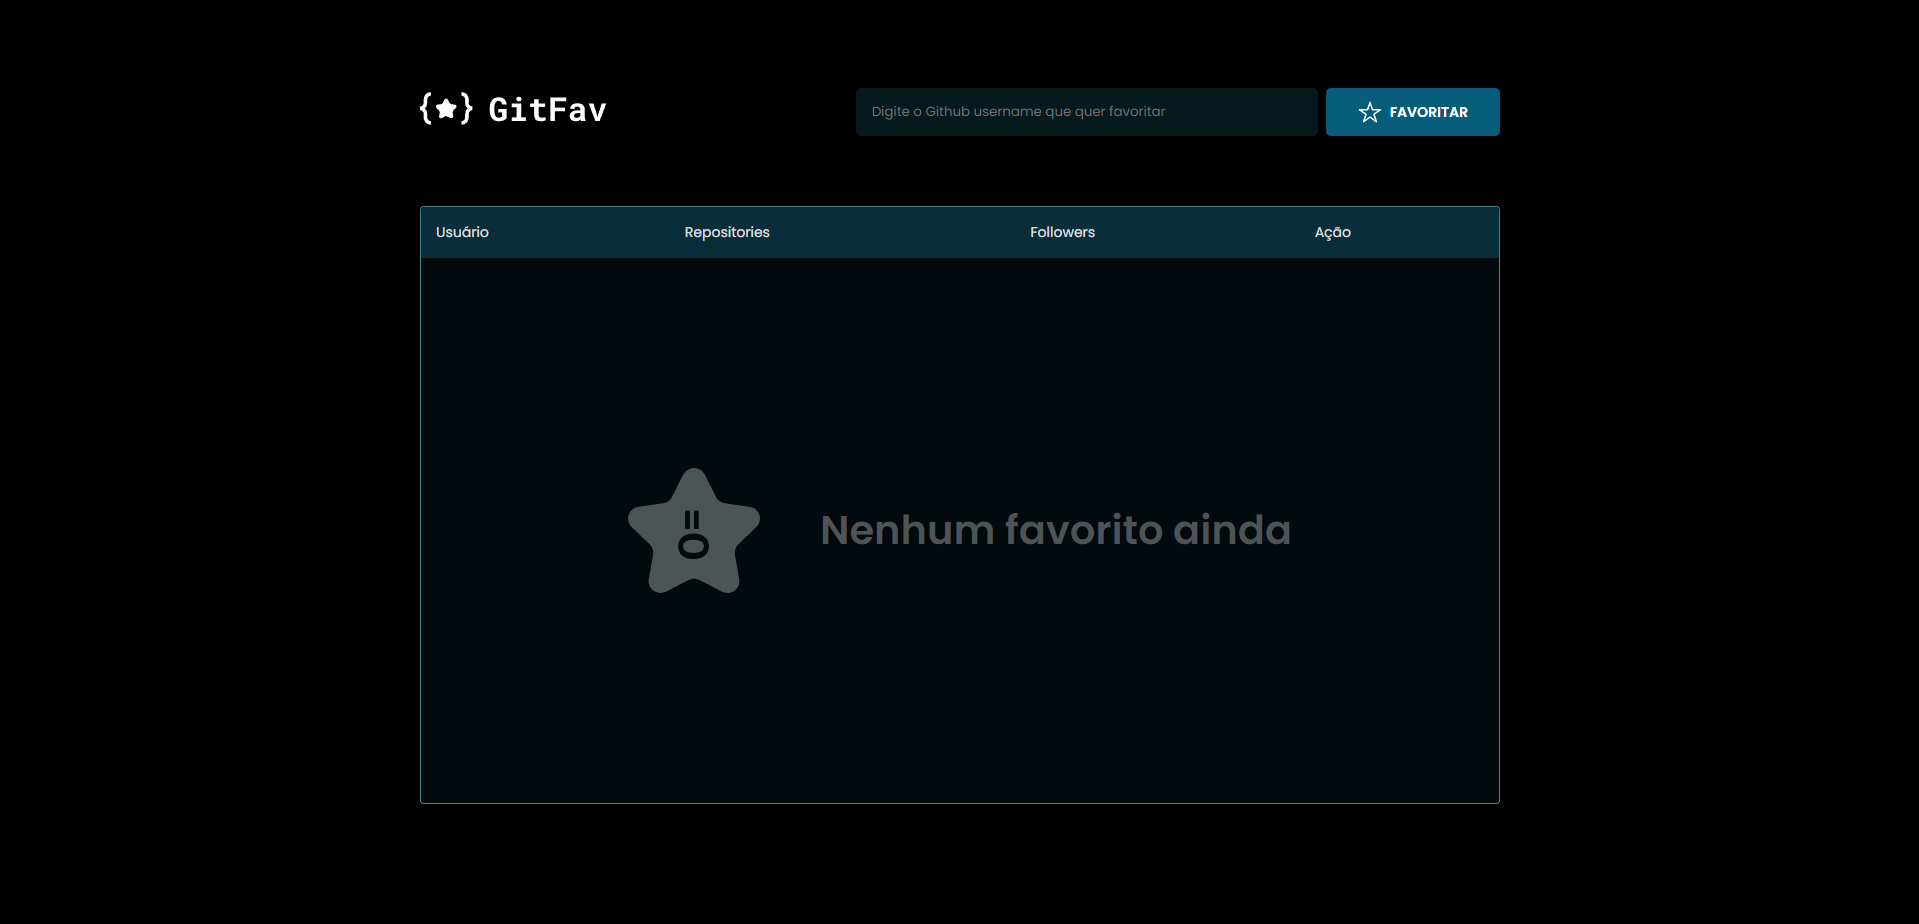 {★} GitFav
Digite o Github username que quer favoritar
FAVORITAR
Usuário Repositories Followers Ação
Nenhum favorito ainda